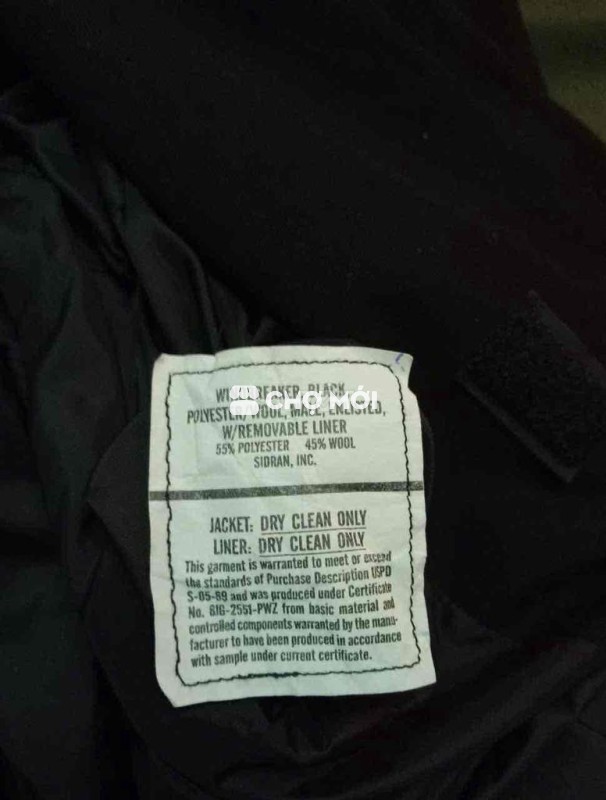 BREAKER, BLACK
CHỢ MỚI
POLYESTER/ WOOL, MALE, ENLISTED,
W/REMOVABLE LINER
55% POLYESTER 45% WOOL
SIDRAN, INC.
JACKET: DRY CLEAN ONLY
LINER: DRY CLEAN ONLY
This garment is warranted to meet or exceed
the standards of Purchase Description USPD
S-85-89 and was produced under Certificate
No. 616-2551-PWZ from basic material and
controlled components warranted by the manu-
facturer to have been produced in accordance
with sample under current certificate.